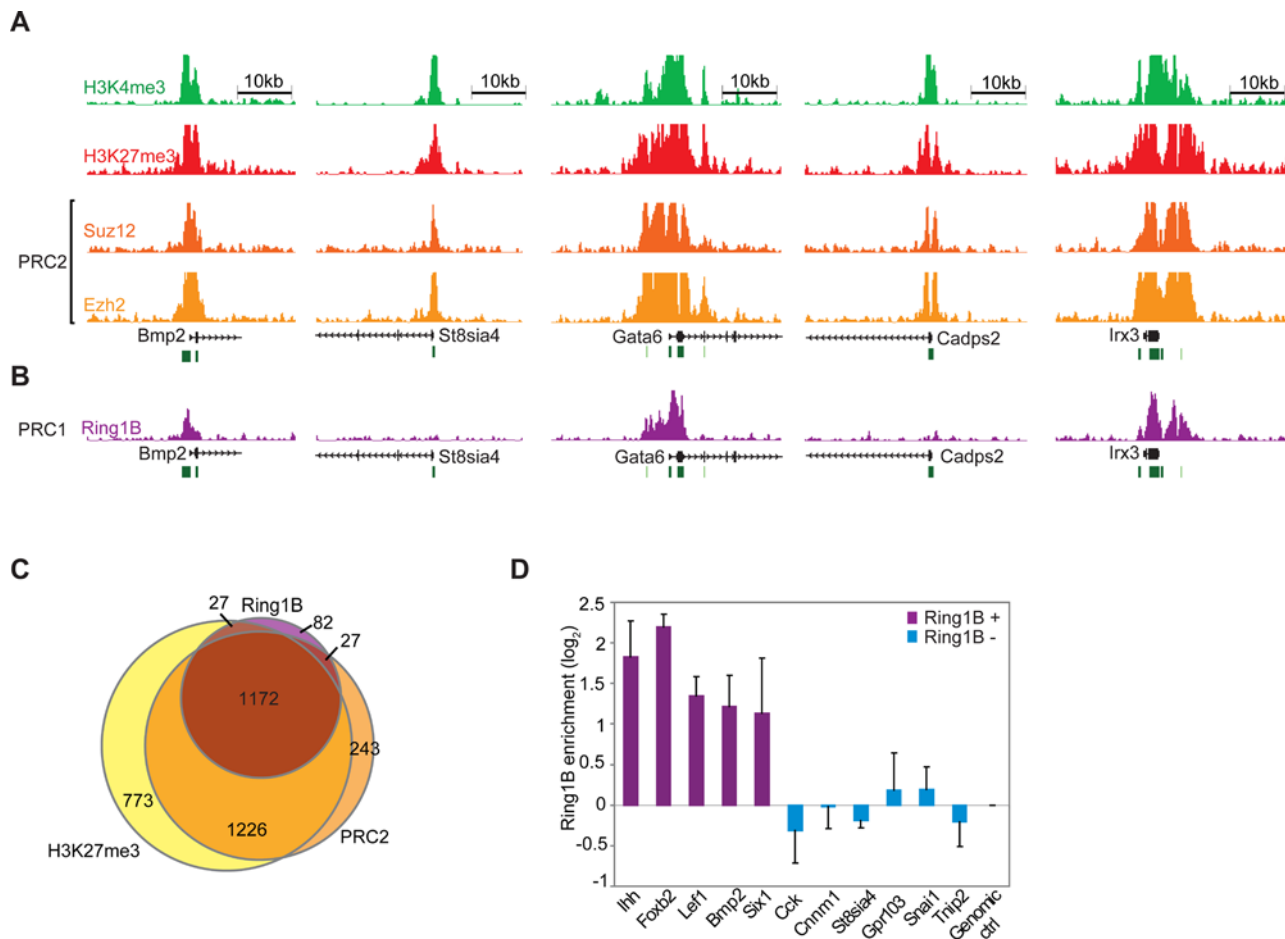 A
H3K4me3
10kb 10kb 10kb 10kb 10kb
H3K27me3
PRC2
Suz12
Ezh2
Bmp2 St8sia4 Gata6 Cadps2 Irx3
B
PRC1
Ring1B
Bmp2 St8sia4 Gata6 Cadps2 Irx3
C
27 Ring1B
82
27
1172
243
773
1226
PRC2
H3K27me3
D
Ring1B enrichment (log2)
2.5
2
1.5
1
0.5
0
-0.5
-1
Ring1B +
Ring1B -
Ihh
Foxb2
Lef1
Bmp2
Six1
Cck
Cnnm1
St8sia4
Gpr103
Snai1
Tnip2
Genomic
ctrl